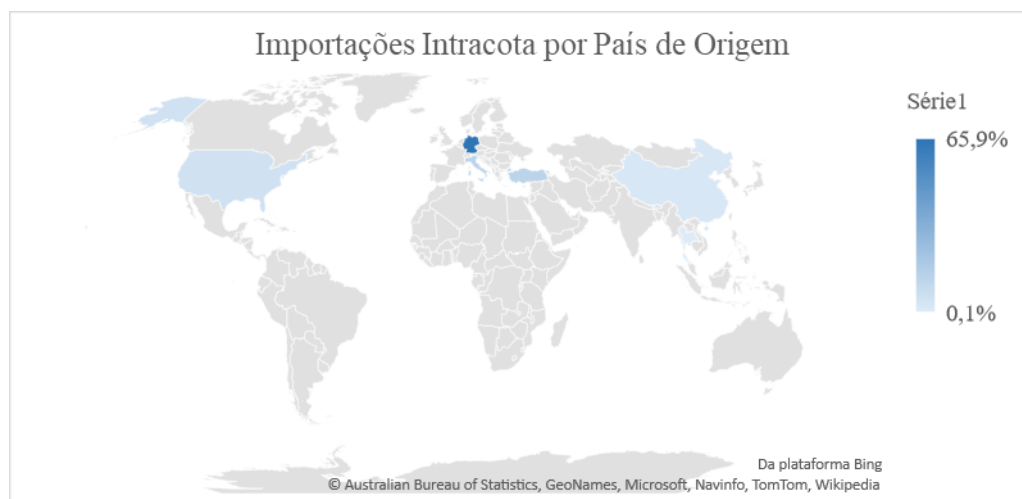 Importações Intracota por País de Origem
Série1
65,9%
0,1%
Da plataforma Bing
© Australian Bureau of Statistics, GeoNames, Microsoft, Navinfo, TomTom, Wikipedia